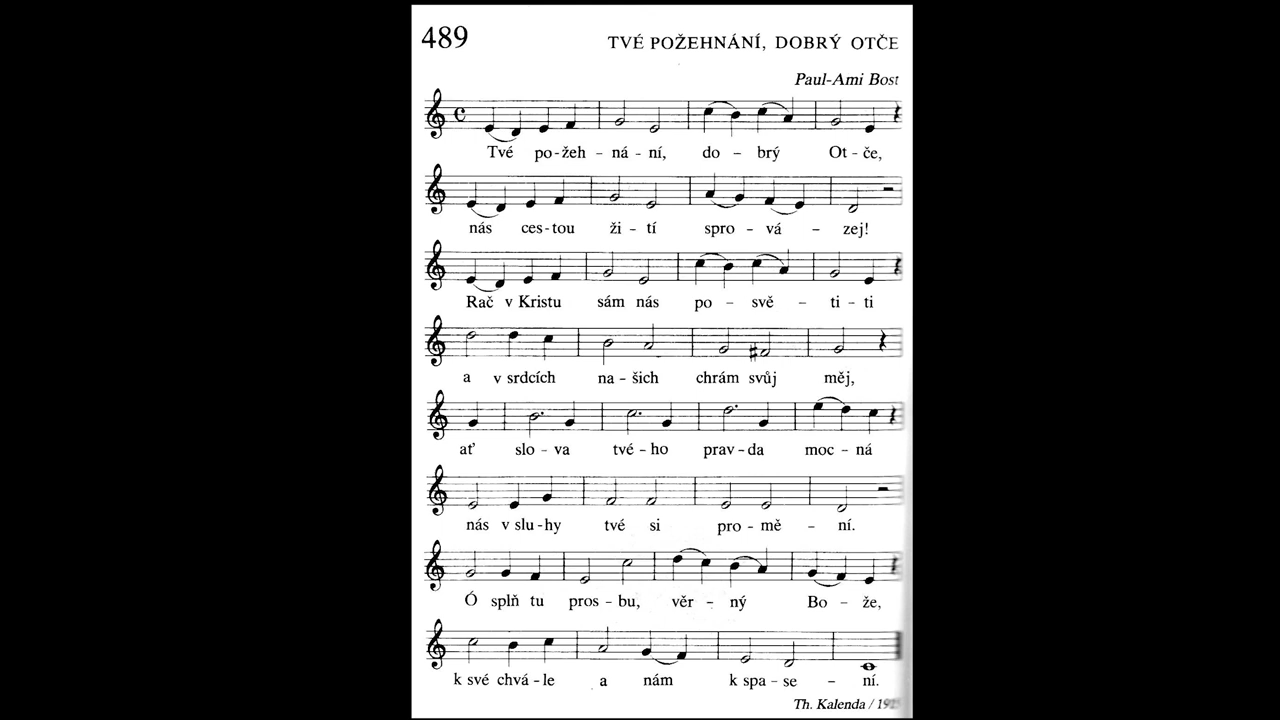 489
TVÉ POŽEHNÁNÍ, DOBRÝ OTČE
Paul-Ami Bost
Tvé po-žeh - ná - ní, do - brý Ot - če,
nás ces-tou ži - tí spro - vá - zej!
Rač v Kristu sám nás po - svě - ti - ti
a v srdcích na - šich chrám svůj měj,
ať slo - va tvé - ho prav - da moc - ná
nás v slu-hy tvé si pro - mě - ní.
Ó splň tu pros - bu, věr - ný Bo - že,
k své chvá - le a nám k spa - se - ní.
Th. Kalenda /